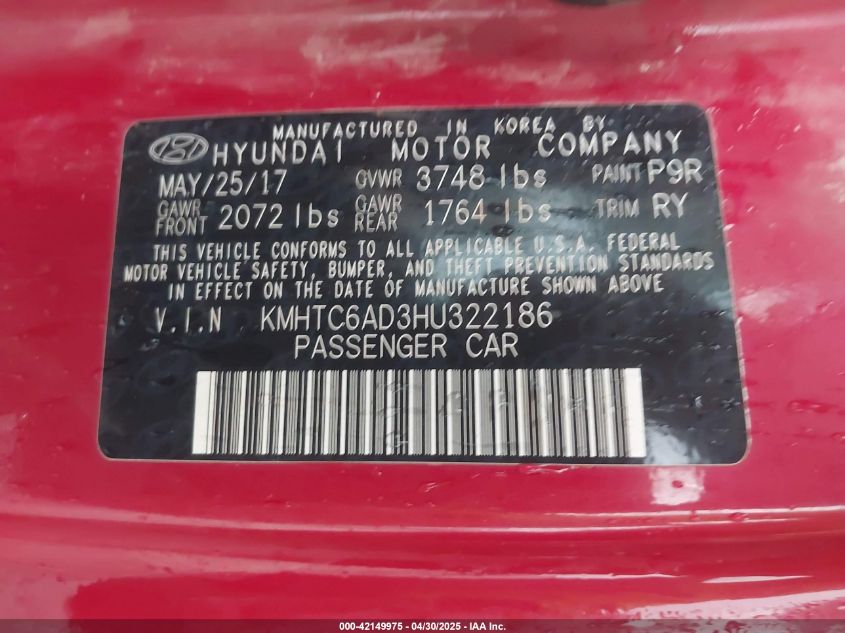 MANUFACTURED IN KOREA BY
HYUNDAI MOTOR COMPANY
MAY/25/17 GVWR 3748 lbs PAINT P9R
GAWR FRONT 2072 lbs GAWR REAR 1764 lbs TRIM RY
THIS VEHICLE CONFORMS TO ALL APPLICABLE U.S.A. FEDERAL
MOTOR VEHICLE SAFETY, BUMPER, AND THEFT PREVENTION STANDARDS
IN EFFECT ON THE DATE OF MANUFACTURE SHOWN ABOVE
V.I.N KMHTC6AD3HU322186
PASSENGER CAR
000-42149975 - 04/30/2025 - IAA Inc.